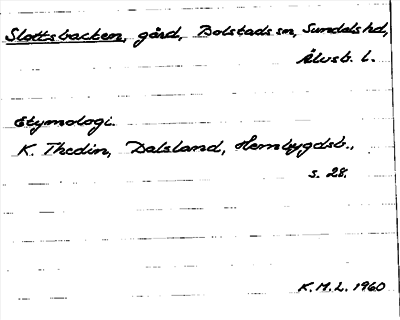 Slottsbacken, gård, Bolstads sn, Sundals hd,
Älvsb. l.
Etymologi.
K. Thedin, Dalsland, Hembygdsb.,
s. 28.
K.M.L. 1960